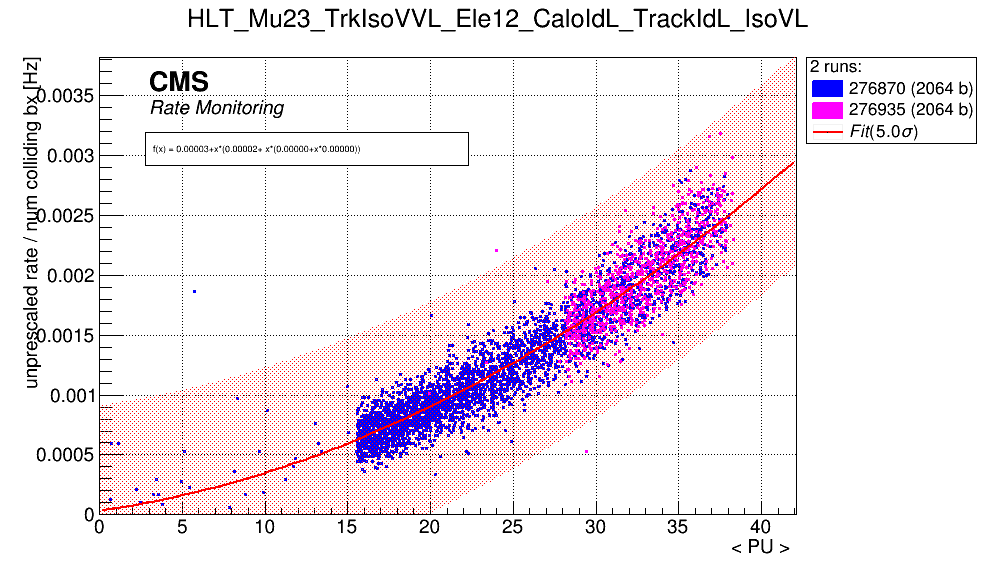 HLT_Mu23_TrkIsoVVL_Ele12_CaloIdL_TrackIdL_IsoVL
unprescaled rate / num colliding bx [Hz]
CMS
Rate Monitoring
f(x) = 0.00003+x*(0.00002+ x*(0.00000+x*0.00000))
2 runs:
276870 (2064 b)
276935 (2064 b)
Fit(5.0σ)
0.0035
0.003
0.0025
0.002
0.0015
0.001
0.0005
0
0 5 10 15 20 25 30 35 40
< PU >